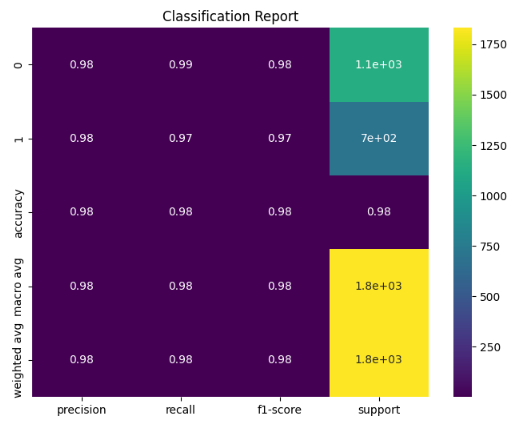 Classification Report
0 0.98 0.99 0.98 1.1e+03
1 0.98 0.97 0.97 7e+02
accuracy 0.98 0.98 0.98 0.98
macro avg 0.98 0.98 0.98 1.8e+03
weighted avg 0.98 0.98 0.98 1.8e+03
precision recall f1-score support
1750
1500
1250
1000
750
500
250